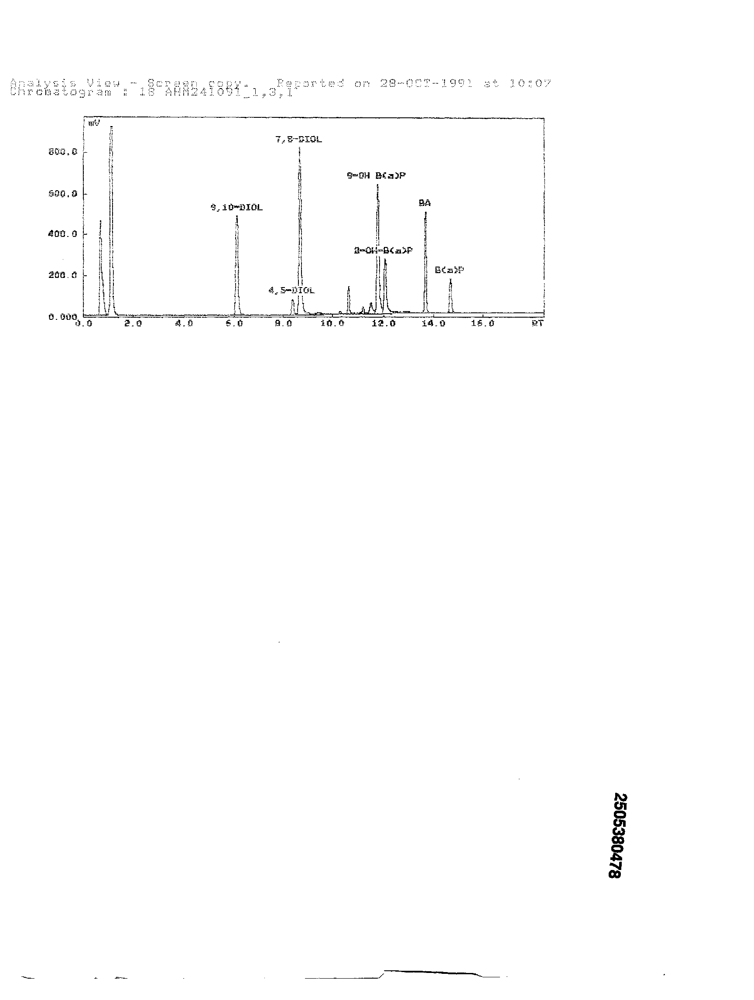 Analysis View - Screen copy. Reported on 28-OCT-1991 at 10:07
Chromatogram : 18 AHM241091_1,3,1
mV
7,8-DIOL
800.0
9-OH B(a)P
600.0
9,10-DIOL
BA
400.0
3-OH-B(a)P
B(a)P
200.0
4,5-DIOL
0.000
0.0 2.0 4.0 6.0 8.0 10.0 12.0 14.0 16.0 RT
2505380478